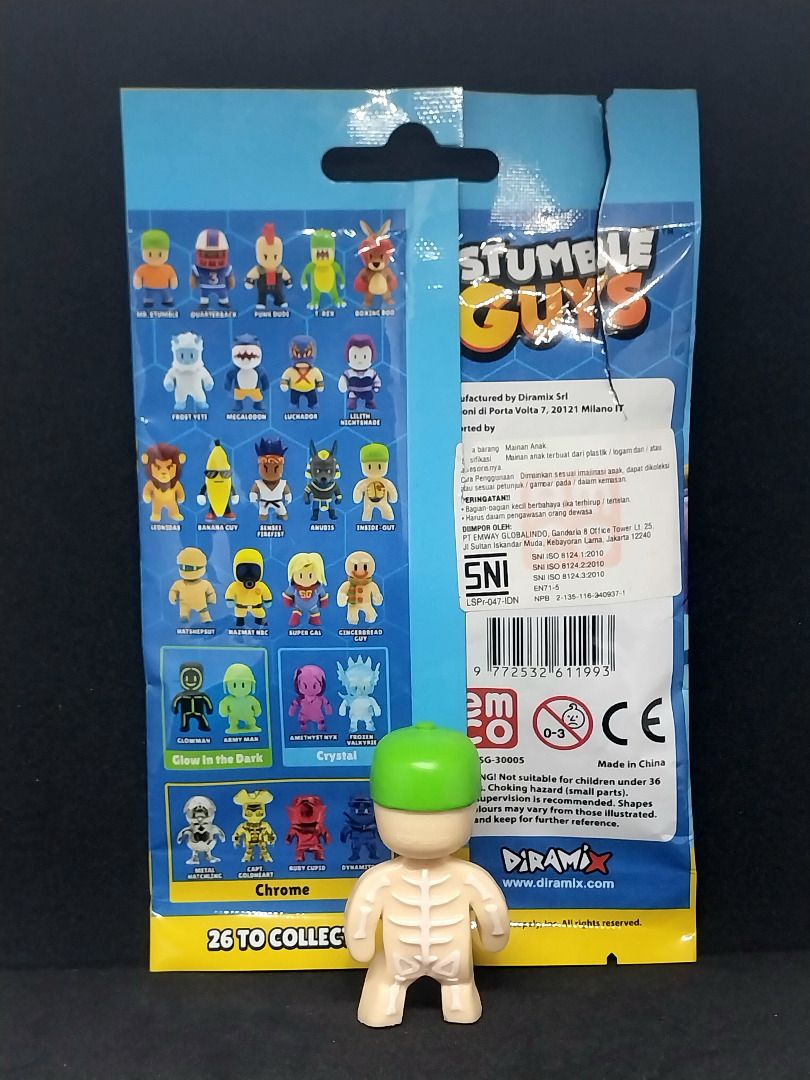 MR. STUMBLE QUARTERBACK PUNK DUDE T-REX BOXING ROO
FROST YETI MEGALODON LUCHADOR LILITH NIGHTSHADE
LEONIDAS BANANA GUY SENSEI FIREFIST ANUBIS INSIDE-OUT
HATSHEPSUT HAZMAT NBC SUPER GAL GINGERBREAD GUY
GLOWMAN ARMY MAN AMETHYST NYX FROZEN VALKYRIE
Glow in the Dark Crystal
METAL HATCHLING CAPT. GOLDHEART RUBY CUPID
Chrome
26 TO COLLEC
STUMBLE
GUYS
ufactured by Diramix Srl
oni di Porta Volta 7, 20121 Milano IT
orted by
a barang Mainan Anak
sifikasi Mainan anak terbuat dari plastik / logam dan / atau
aksesorisnya
Cara Penggunaan Dimainkan sesuai imajinasi anak, dapat dikoleksi
atau sesuai petunjuk / gambar pada / dalam kemasan.
PERINGATAN!!
• Bagian-bagian kecil berbahaya jika terhirup / tertelan.
• Harus dalam pengawasan orang dewasa
DIIMPOR OLEH:
PT EMWAY GLOBALINDO, Gandaria 8 Office Tower Lt. 25,
Jl Sultan Iskandar Muda, Kebayoran Lama, Jakarta 12240
SNI
LSPr-047-IDN
SNI ISO 8124.1:2010
SNI ISO 8124.2:2010
SNI ISO 8124.3:2010
EN71-5
NPB 2-135-116-340937-1
9 772532 611993
em
co
0-3
CE
SG-30005
Made in China
NG! Not suitable for children under 36
Choking hazard (small parts).
supervision is recommended. Shapes
olours may vary from those illustrated.
and keep for further reference.
DiRAMiX
www.diramix.com
Inc. All rights reserved.